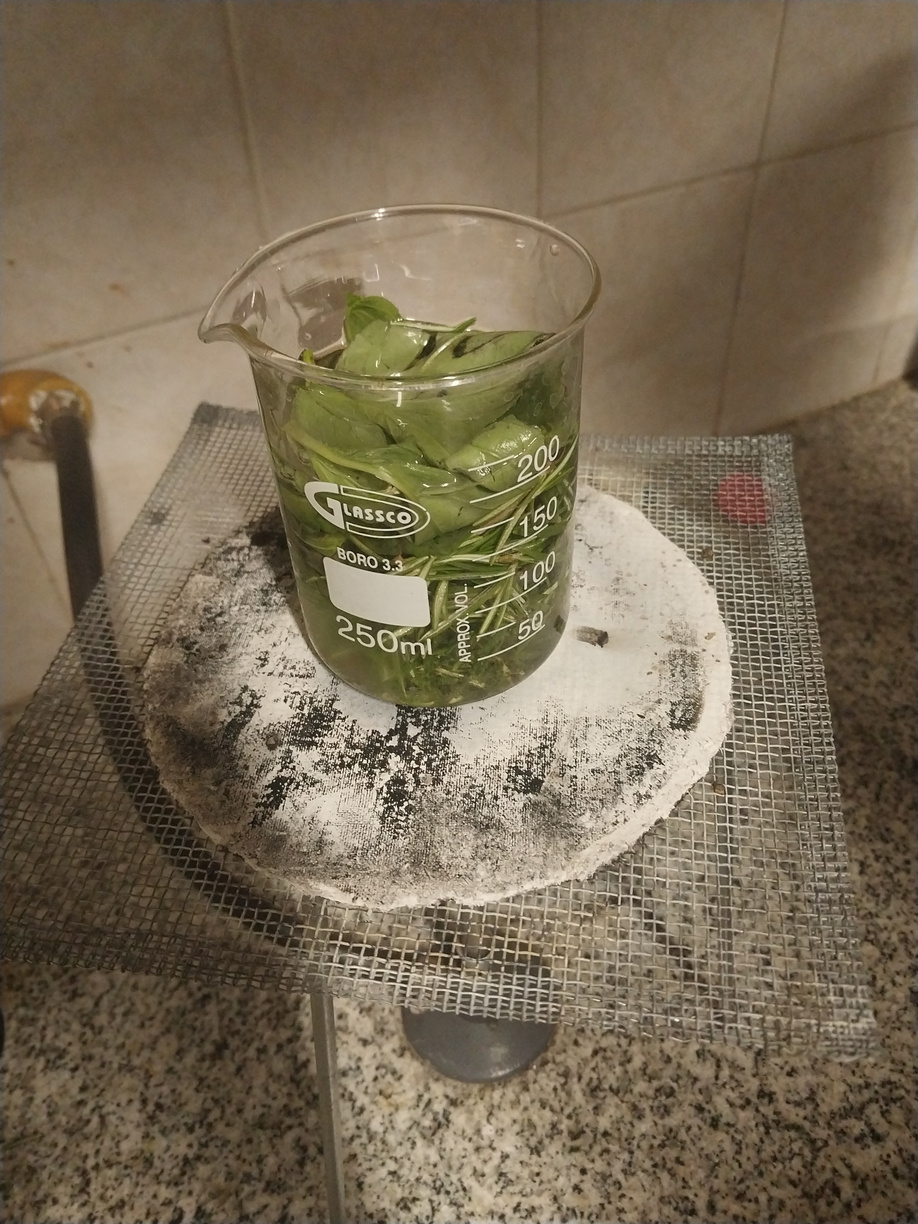 GLASSCO
BORO 3.3
250ml
APPROX. VOL.
200
150
100
50